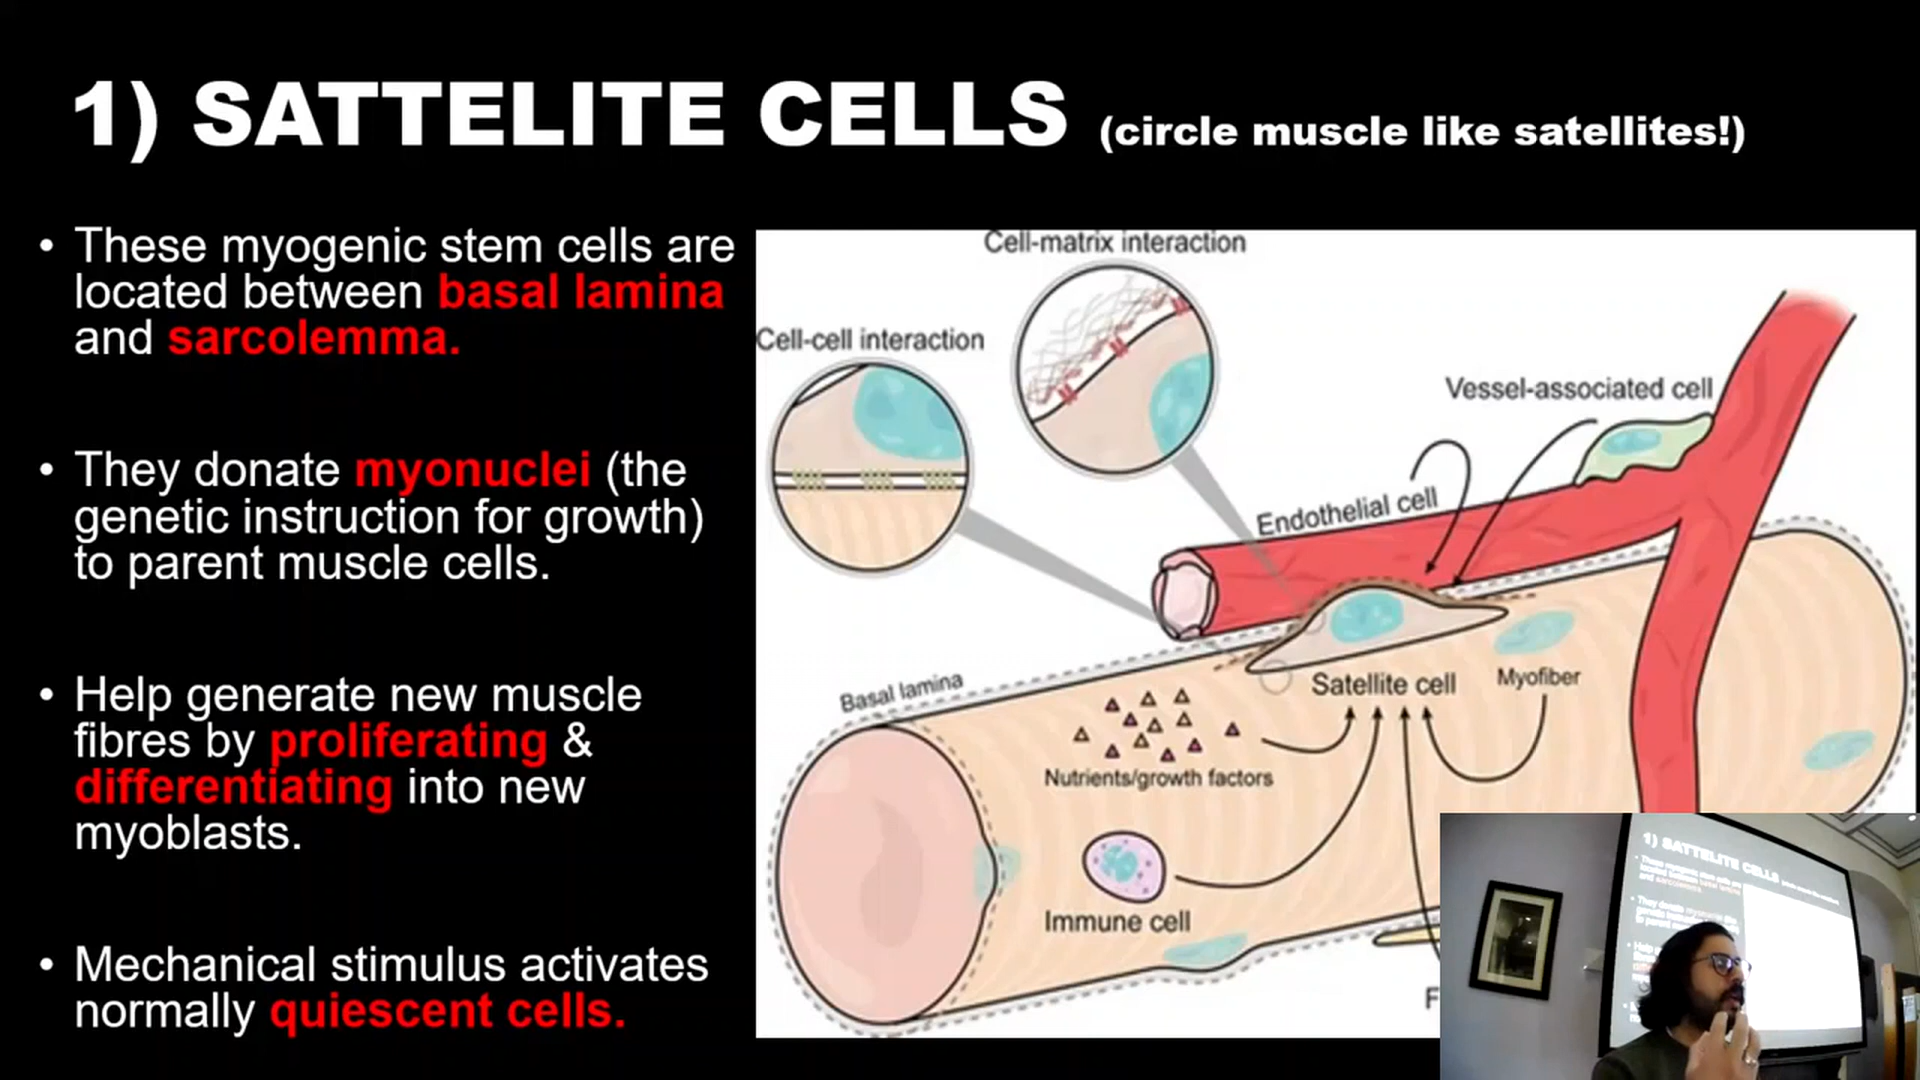 1) SATTELITE CELLS (circle muscle like satellites!)
• These myogenic stem cells are
located between basal lamina
and sarcolemma.
• They donate myonuclei (the
genetic instruction for growth)
to parent muscle cells.
• Help generate new muscle
fibres by proliferating &
differentiating into new
myoblasts.
• Mechanical stimulus activates
normally quiescent cells.
Cell-matrix interaction
Cell-cell interaction
Vessel-associated cell
Endothelial cell
Basal lamina
Satellite cell
Myofiber
Nutrients/growth factors
Immune cell
1) SATTELITE CELLS